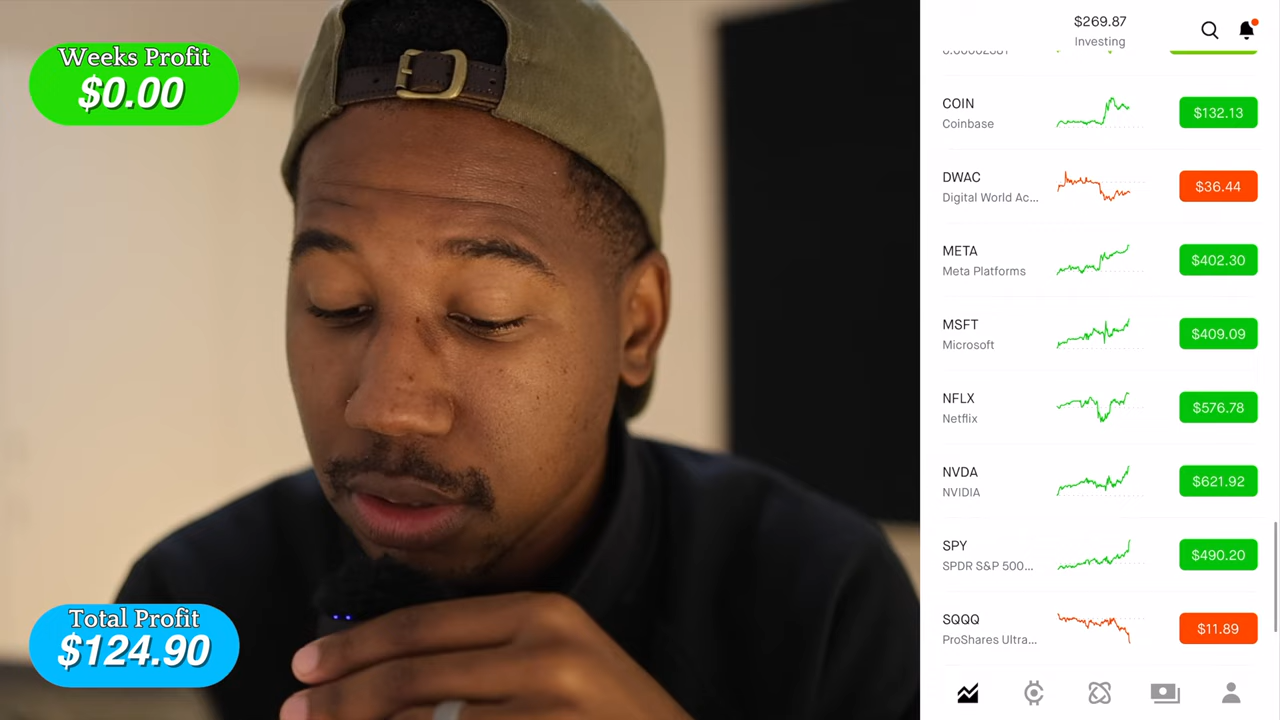 Weeks Profit
$0.00
Total Profit
$124.90
$269.87
Investing
COIN
Coinbase
$132.13
DWAC
Digital World Ac...
$36.44
META
Meta Platforms
$402.30
MSFT
Microsoft
$409.09
NFLX
Netflix
$576.78
NVDA
NVIDIA
$621.92
SPY
SPDR S&P 500...
$490.20
SQQQ
ProShares Ultra...
$11.89